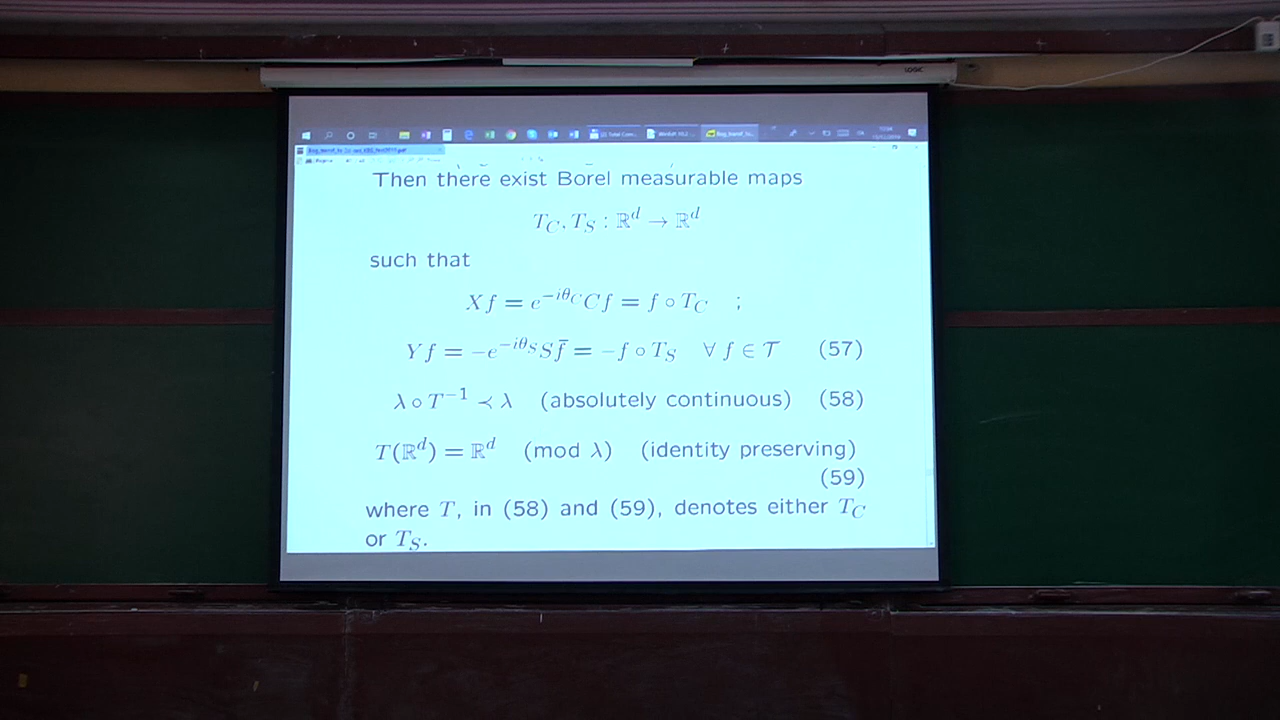 Then there exist Borel measurable maps
T_C, T_S : ℝ^d → ℝ^d
such that
Xf = e^{-iθ_C} Cf = f ∘ T_C ;
Yf = -e^{-iθ_S} S f̄ = -f ∘ T_S ∀ f ∈ 𝒯 (57)
λ ∘ T^{-1} ≺ λ (absolutely continuous) (58)
T(ℝ^d) = ℝ^d (mod λ) (identity preserving)
(59)
where T, in (58) and (59), denotes either T_C
or T_S.